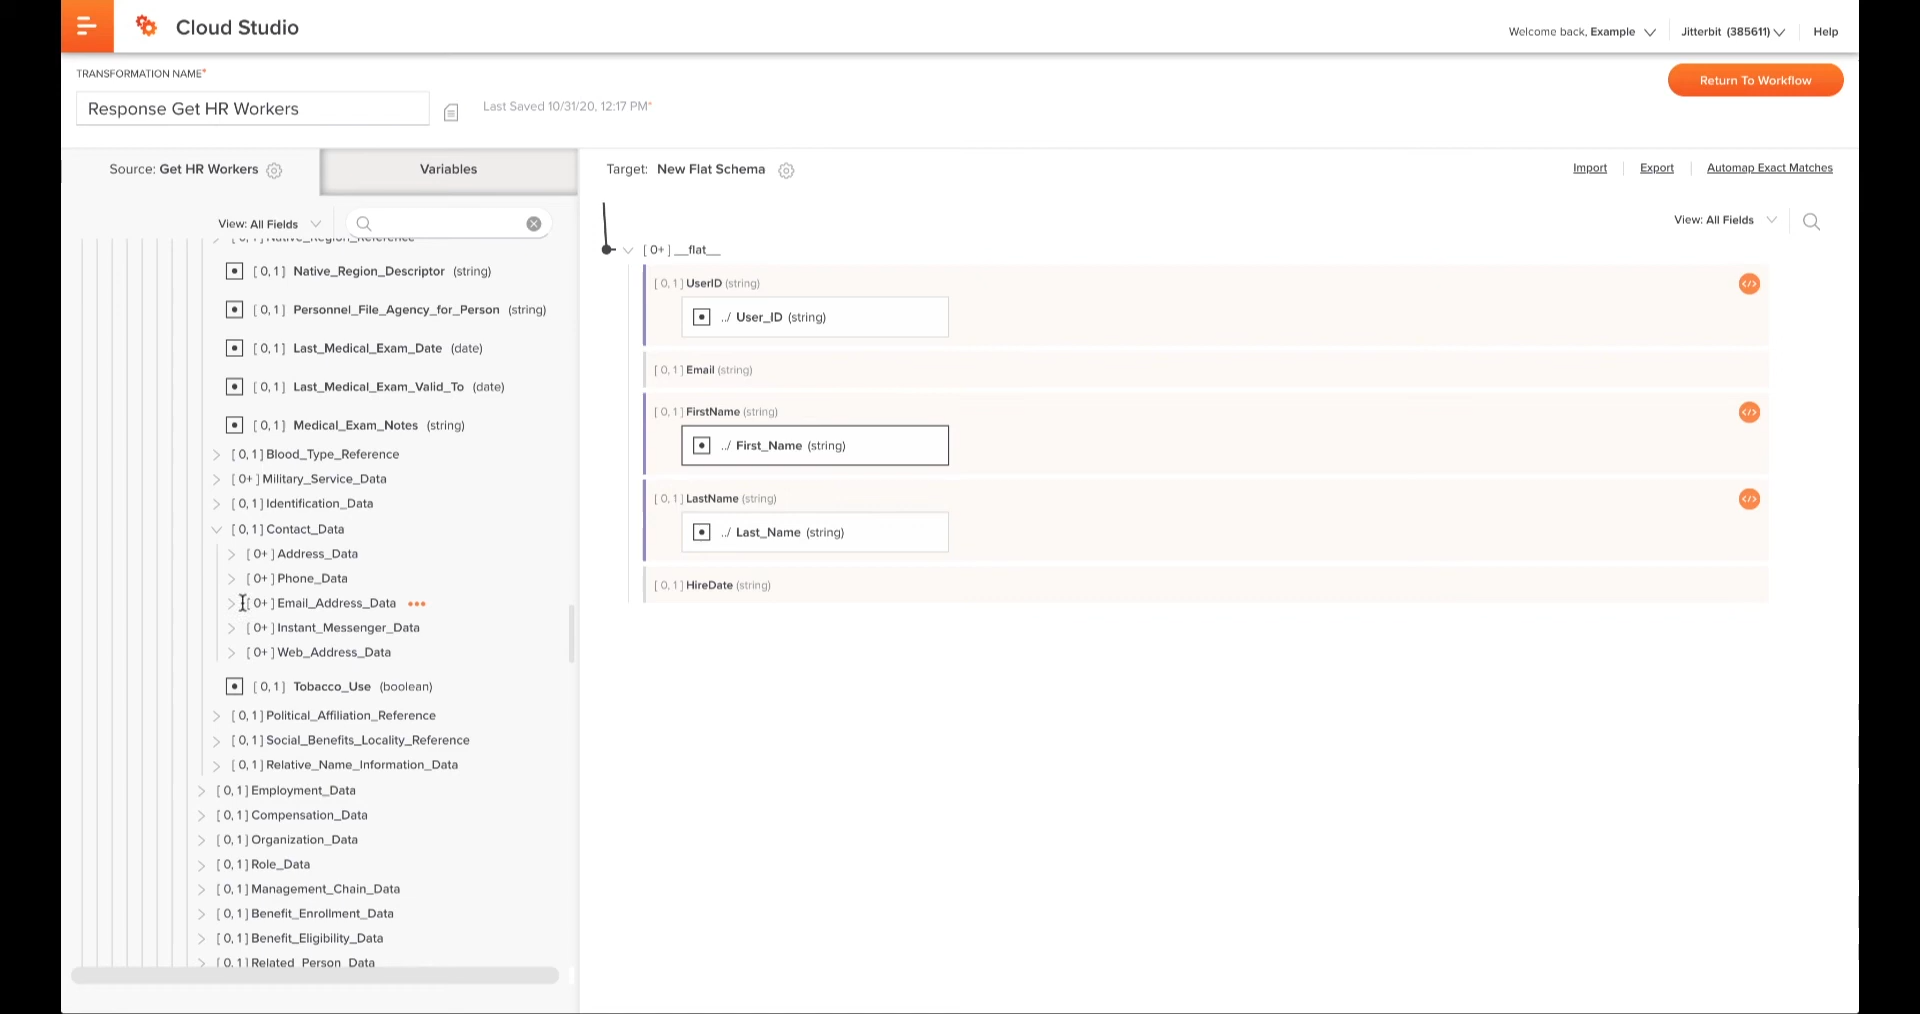 Cloud Studio
Welcome back, Example
Jitterbit (385611)
Help
TRANSFORMATION NAME*
Return To Workflow
Response Get HR Workers
Last Saved 10/31/20, 12:17 PM*
Source: Get HR Workers
Variables
Target: New Flat Schema
Import
Export
Automap Exact Matches
View: All Fields
[ 0, 1 ] Native_Region_Reference
[ 0, 1 ] Native_Region_Descriptor (string)
[ 0, 1 ] Personnel_File_Agency_for_Person (string)
[ 0, 1 ] Last_Medical_Exam_Date (date)
[ 0, 1 ] Last_Medical_Exam_Valid_To (date)
[ 0, 1 ] Medical_Exam_Notes (string)
[ 0, 1 ] Blood_Type_Reference
[ 0+ ] Military_Service_Data
[ 0, 1 ] Identification_Data
[ 0, 1 ] Contact_Data
[ 0+ ] Address_Data
[ 0+ ] Phone_Data
[ 0+ ] Email_Address_Data
[ 0+ ] Instant_Messenger_Data
[ 0+ ] Web_Address_Data
[ 0, 1 ] Tobacco_Use (boolean)
[ 0, 1 ] Political_Affiliation_Reference
[ 0, 1 ] Social_Benefits_Locality_Reference
[ 0, 1 ] Relative_Name_Information_Data
[ 0, 1 ] Employment_Data
[ 0, 1 ] Compensation_Data
[ 0, 1 ] Organization_Data
[ 0, 1 ] Role_Data
[ 0, 1 ] Management_Chain_Data
[ 0, 1 ] Benefit_Enrollment_Data
[ 0, 1 ] Benefit_Eligibility_Data
[ 0, 1 ] Related_Person_Data
View: All Fields
[ 0+ ] __flat__
[ 0, 1 ] UserID (string)
../ User_ID (string)
[ 0, 1 ] Email (string)
[ 0, 1 ] FirstName (string)
../ First_Name (string)
[ 0, 1 ] LastName (string)
../ Last_Name (string)
[ 0, 1 ] HireDate (string)